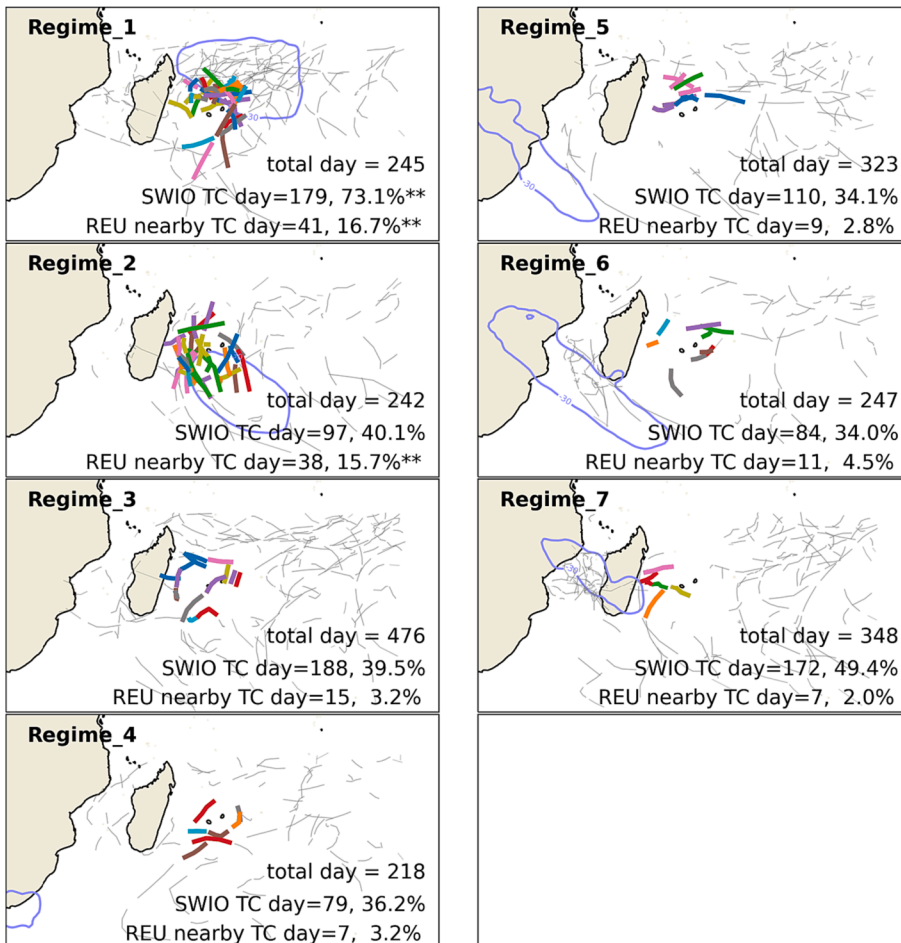 Regime_1
-30
total day = 245
SWIO TC day=179, 73.1%**
REU nearby TC day=41, 16.7%**
Regime_2
total day = 242
SWIO TC day=97, 40.1%
REU nearby TC day=38, 15.7%**
Regime_3
total day = 476
SWIO TC day=188, 39.5%
REU nearby TC day=15, 3.2%
Regime_4
total day = 218
SWIO TC day=79, 36.2%
REU nearby TC day=7, 3.2%
Regime_5
-30
total day = 323
SWIO TC day=110, 34.1%
REU nearby TC day=9, 2.8%
Regime_6
-30
total day = 247
SWIO TC day=84, 34.0%
REU nearby TC day=11, 4.5%
Regime_7
-30
total day = 348
SWIO TC day=172, 49.4%
REU nearby TC day=7, 2.0%